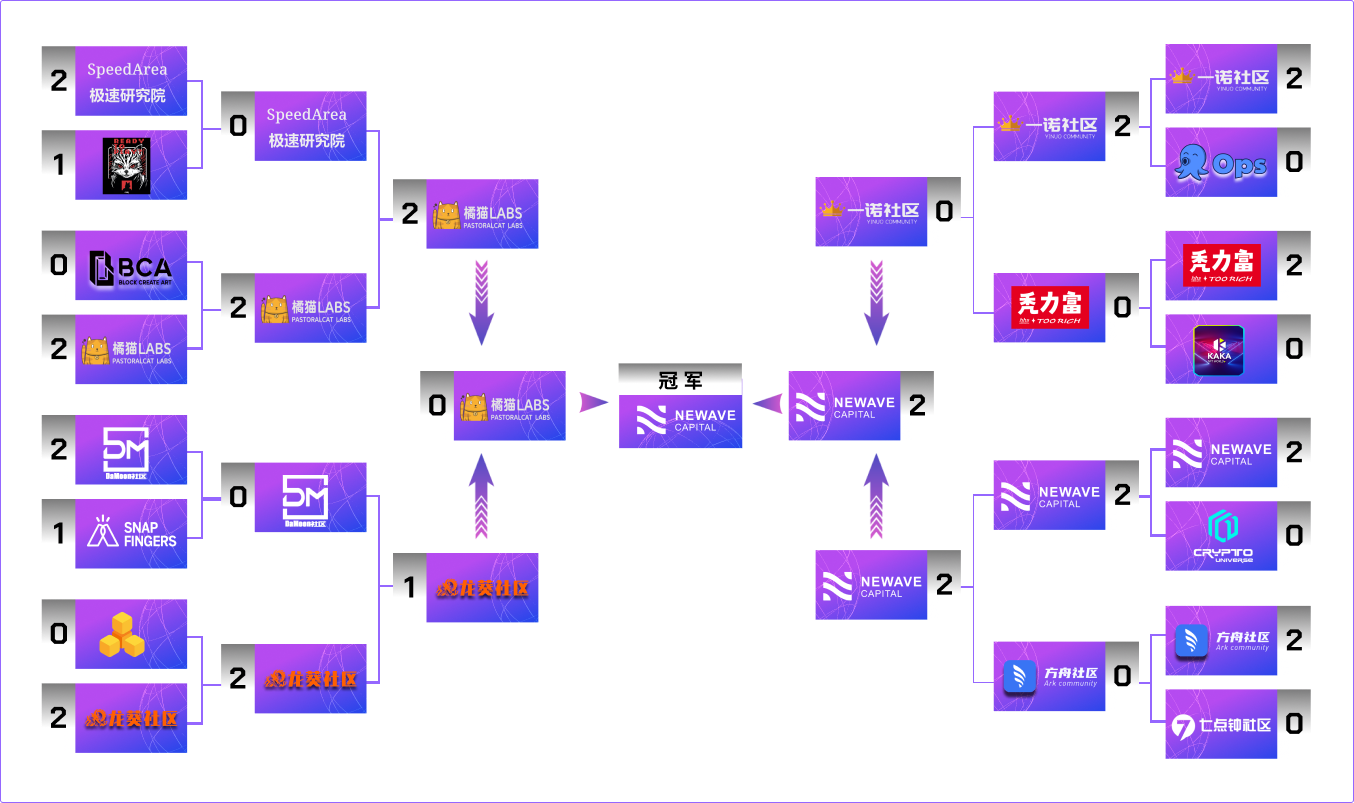 2
SpeedArea
极速研究院
1
READY
0
BCA
BLOCK CREATE ART
2
橘猫LABS
PASTORALCAT LABS
2
DM
DaMoon社区
1
SNAP
FINGERS
0
2
龙葵社区
0
SpeedArea
极速研究院
2
橘猫LABS
PASTORALCAT LABS
0
DM
DaMoon社区
2
龙葵社区
2
橘猫LABS
PASTORALCAT LABS
1
龙葵社区
0
橘猫LABS
PASTORALCAT LABS
冠军
NEWAVE
CAPITAL
NEWAVE
CAPITAL
2
一诺社区
YINUO COMMUNITY
0
NEWAVE
CAPITAL
2
一诺社区
YINUO COMMUNITY
2
秃力富
TOO RICH
0
NEWAVE
CAPITAL
2
方舟社区
Ark community
0
一诺社区
YINUO COMMUNITY
2
Ops
0
秃力富
TOO RICH
2
KAKA
0
NEWAVE
CAPITAL
2
CRYPTO
UNIVERSE
0
方舟社区
Ark community
2
7
七点钟社区
0